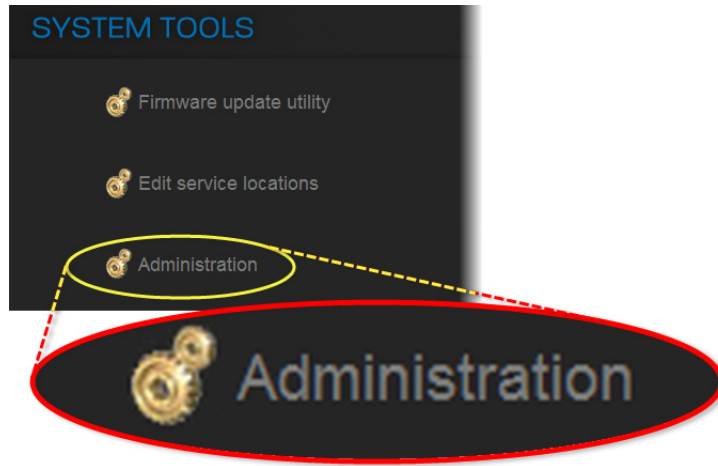 SYSTEM TOOLS
Firmware update utility
Edit service locations
Administration
Administration